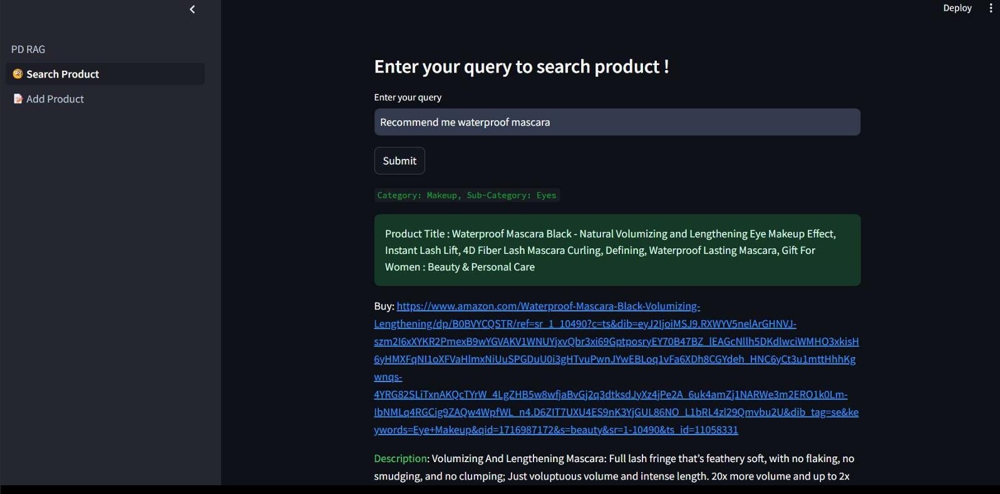 Deploy
PD RAG
Search Product
Add Product
Enter your query to search product !
Enter your query
Recommend me waterproof mascara
Submit
Category: Makeup, Sub-Category: Eyes
Product Title : Waterproof Mascara Black - Natural Volumizing and Lengthening Eye Makeup Effect,
Instant Lash Lift, 4D Fiber Lash Mascara Curling, Defining, Waterproof Lasting Mascara, Gift For
Women : Beauty & Personal Care
Buy: https://www.amazon.com/Waterproof-Mascara-Black-Volumizing-
Lengthening/dp/B0BVYCQSTR/ref=sr_1_10490?c=ts&dib=eyJ2IjoiMSJ9.RXWYV5nelArGHNVJ-
szm2I6xXYKR2PmexB9wYGVAKV1WNUYjxvQbr3xi69GptposryEY70B47BZ_lEAGcNllh5DKdlwciWMHO3xkisH
6yHMXFqNI1oXFVaHlmxNiUuSPGDuU0i3gHTvuPwnJYwEBLoq1vFa6XDh8CGYdeh_HNC6yCt3u1mttHhhKg
wnqs-
4YRG82SLiTxnAKQcTYrW_4LgZHB5w8wfjaBvGj2q3dtksdJyXz4jPe2A_6uk4amZj1NARWe3m2ERO1k0Lm-
IbNMLq4RGCig9ZAQw4WpfWL_n4.D6ZIT7UXU4ES9nK3YjGUL86NO_L1bRL4zl29Qmvbu2U&dib_tag=se&ke
ywords=Eye+Makeup&qid=1716987172&s=beauty&sr=1-10490&ts_id=11058331
Description: Volumizing And Lengthening Mascara: Full lash fringe that’s feathery soft, with no flaking, no
smudging, and no clumping; Just voluptuous volume and intense length. 20x more volume and up to 2x